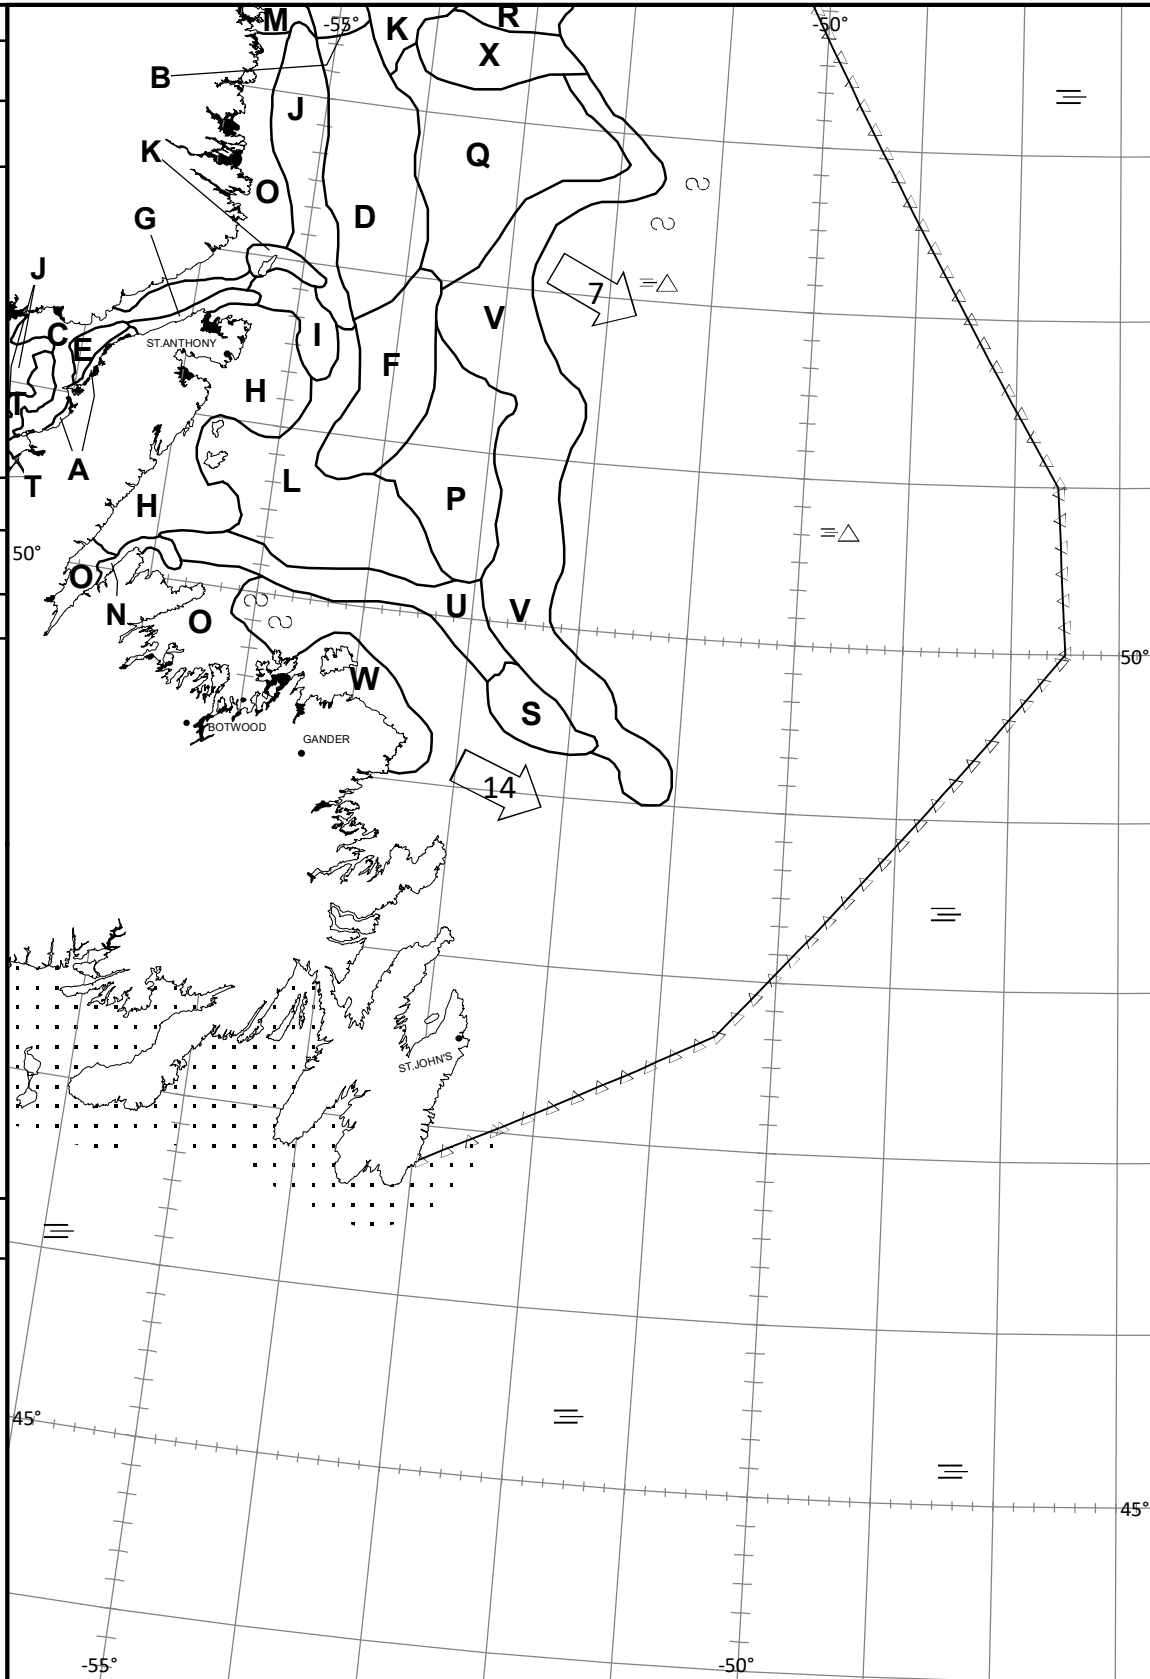 M
-55°
K
R
-50°
X
B
J
K
Q
O
G
D
J
7
V
C
I
E
ST.ANTHONY
F
H
T
A
L
T
P
H
50°
O
U
V
N
O
50°
W
S
BOTWOOD
GANDER
14
ST.JOHN'S
45°
45°
-55°
-50°